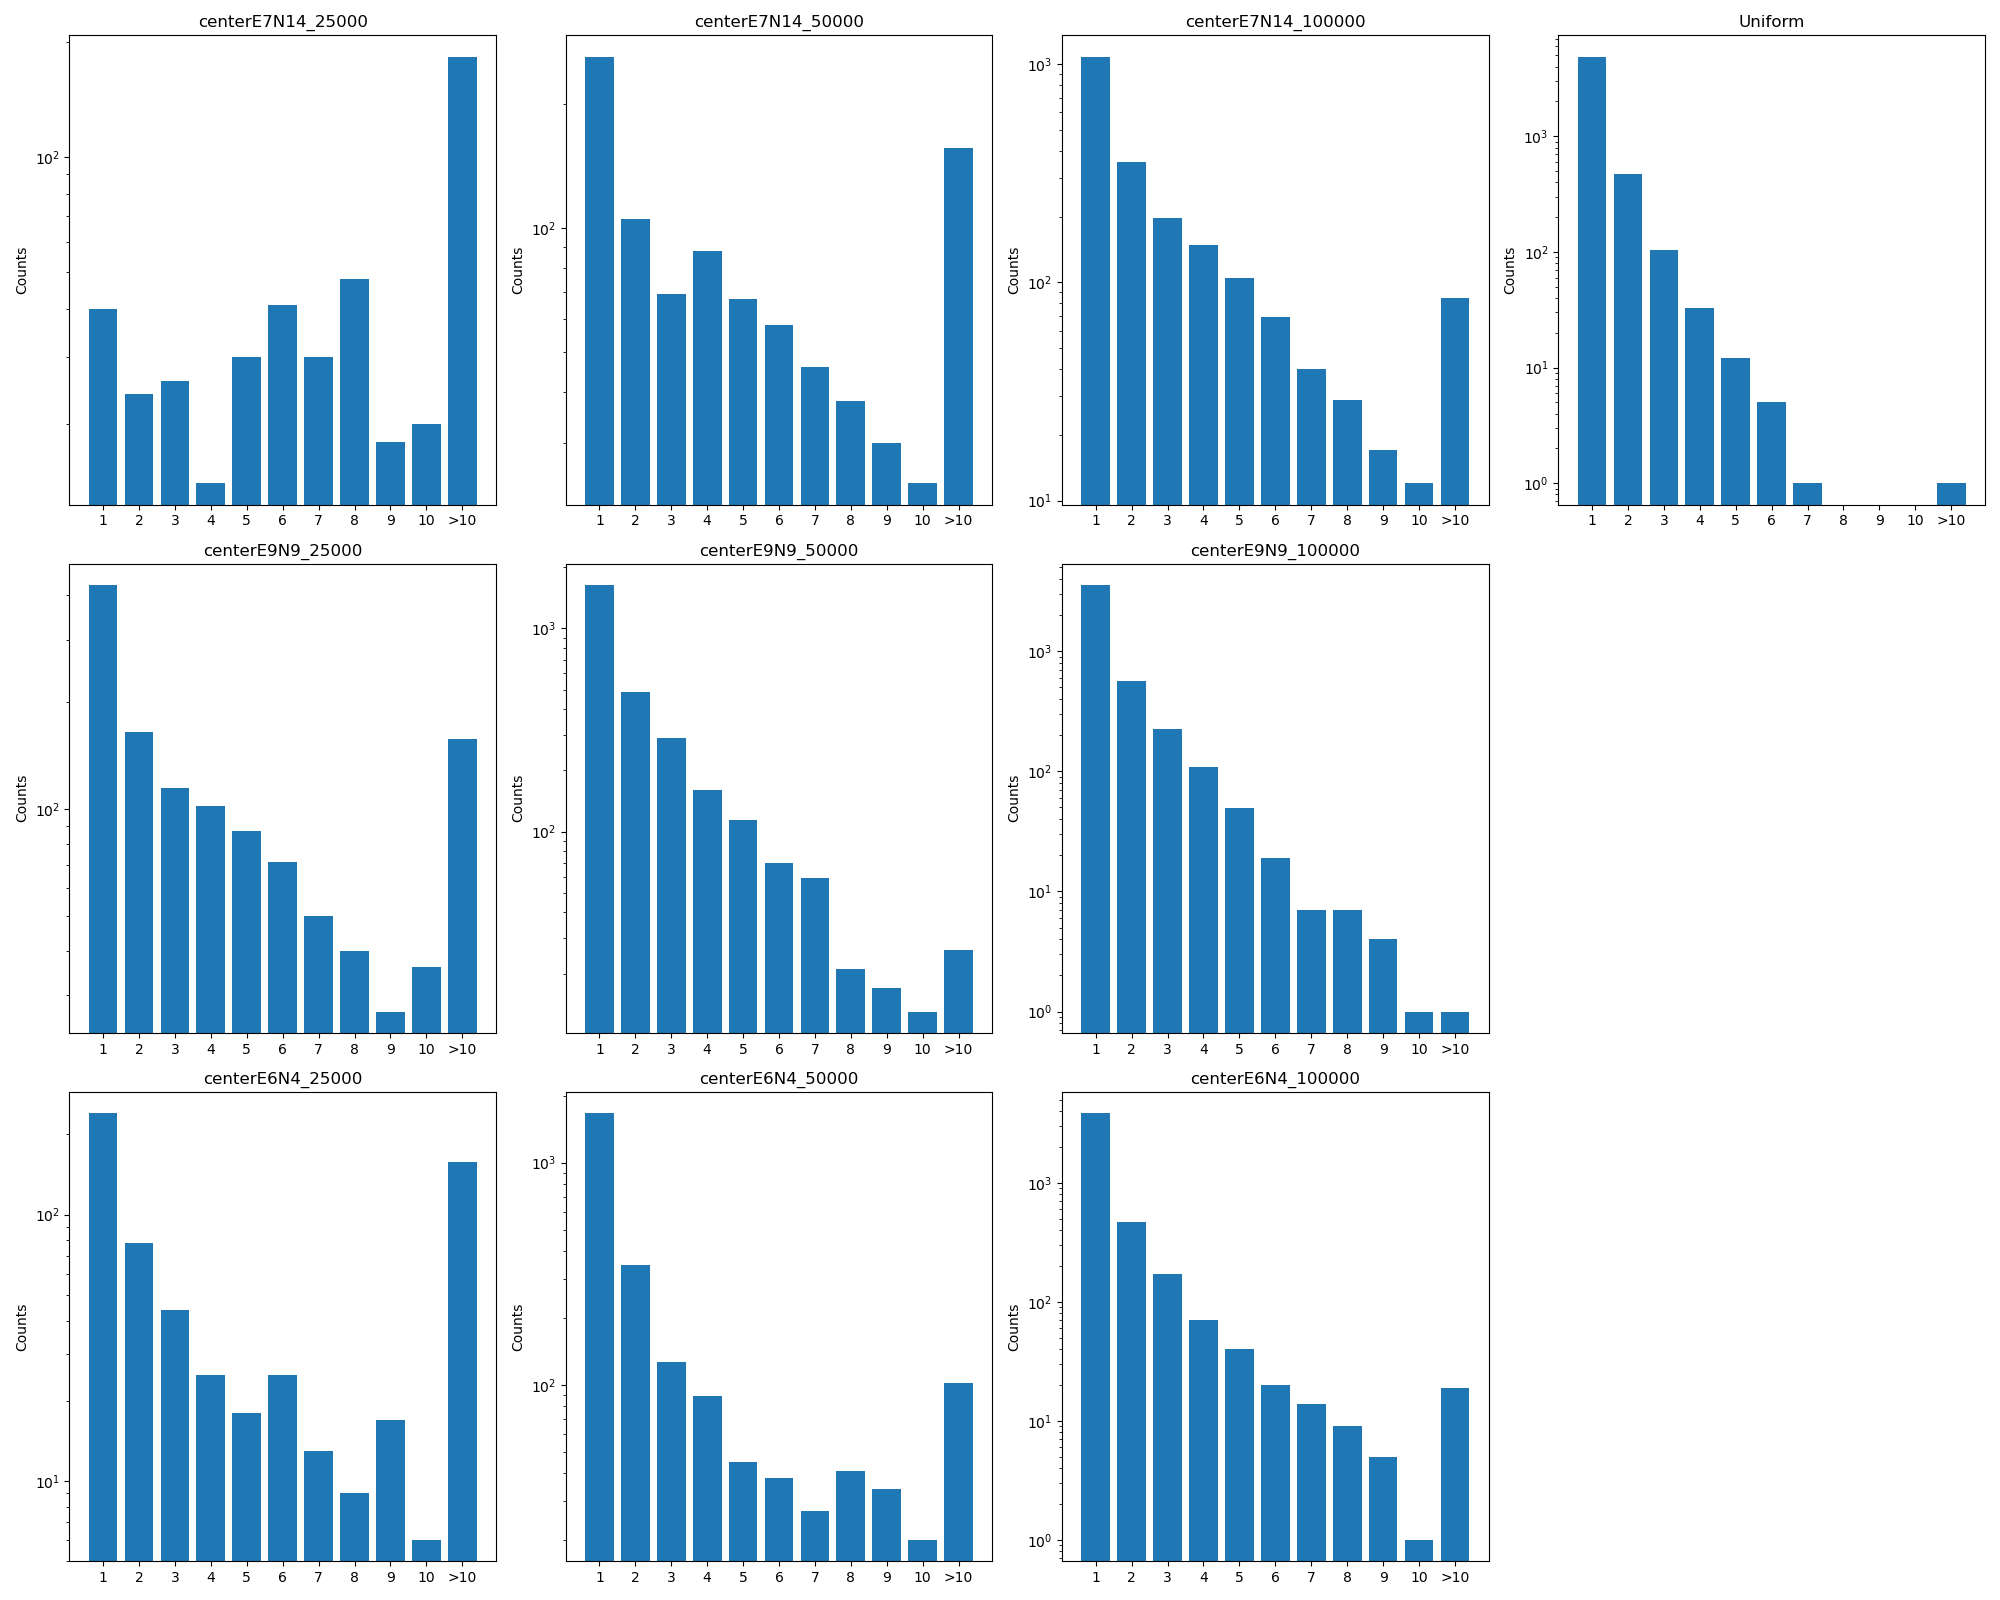 centerE7N14_25000
Counts
10²
1 2 3 4 5 6 7 8 9 10 >10
centerE7N14_50000
Counts
10²
1 2 3 4 5 6 7 8 9 10 >10
centerE7N14_100000
Counts
10³
10²
10¹
1 2 3 4 5 6 7 8 9 10 >10
Uniform
Counts
10³
10²
10¹
10⁰
1 2 3 4 5 6 7 8 9 10 >10
centerE9N9_25000
Counts
10²
1 2 3 4 5 6 7 8 9 10 >10
centerE9N9_50000
Counts
10³
10²
1 2 3 4 5 6 7 8 9 10 >10
centerE9N9_100000
Counts
10³
10²
10¹
10⁰
1 2 3 4 5 6 7 8 9 10 >10
centerE6N4_25000
Counts
10²
10¹
1 2 3 4 5 6 7 8 9 10 >10
centerE6N4_50000
Counts
10³
10²
1 2 3 4 5 6 7 8 9 10 >10
centerE6N4_100000
Counts
10³
10²
10¹
10⁰
1 2 3 4 5 6 7 8 9 10 >10